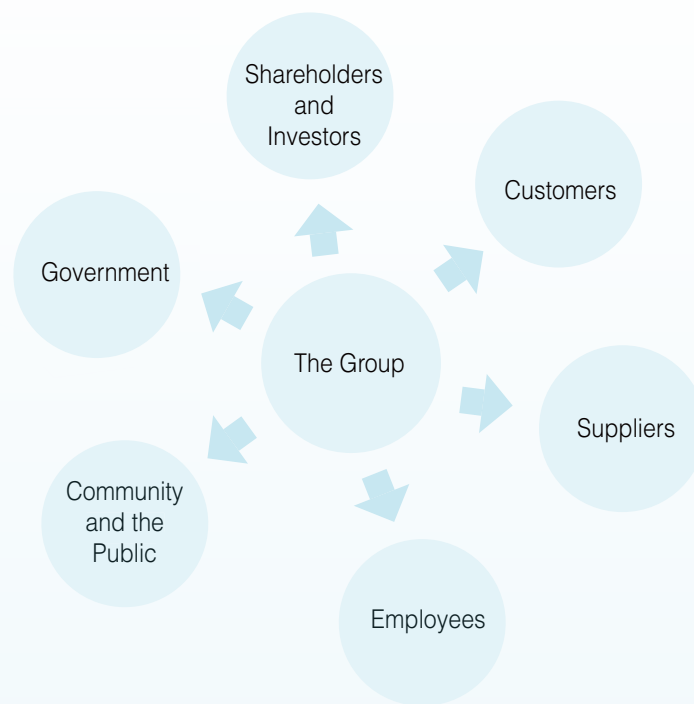 Shareholders
and
Investors
Customers
Government
The Group
Suppliers
Community
and the
Public
Employees